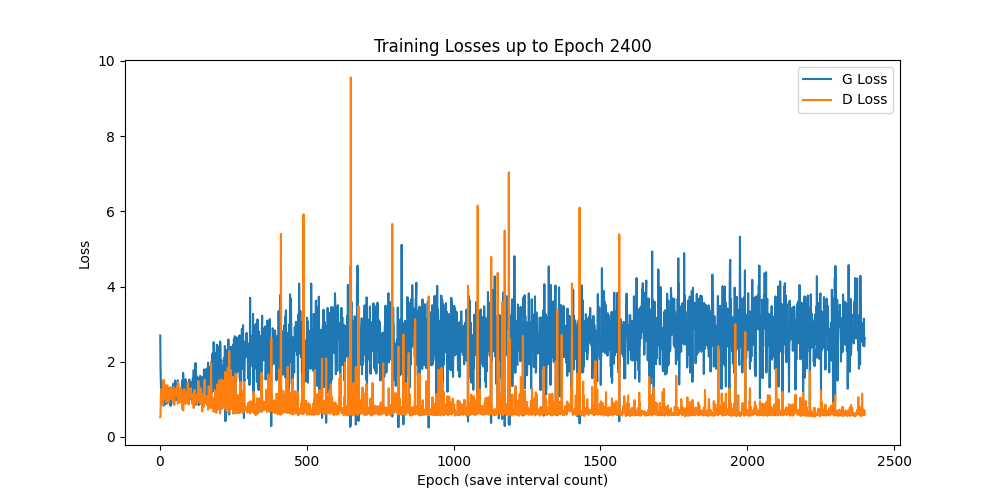 Training Losses up to Epoch 2400
G Loss
D Loss
Loss
10
8
6
4
2
0
0 500 1000 1500 2000 2500
Epoch (save interval count)